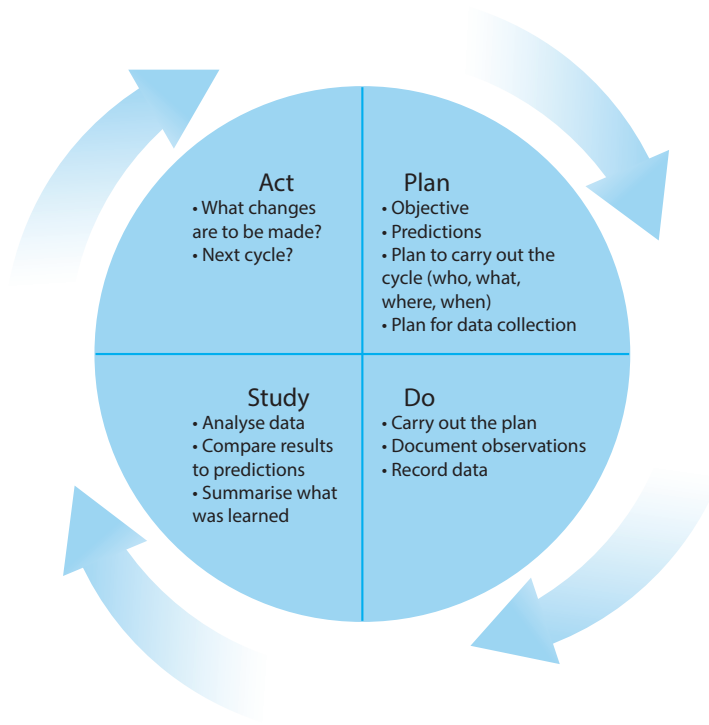 Act
• What changes
are to be made?
• Next cycle?
Plan
• Objective
• Predictions
• Plan to carry out the
cycle (who, what,
where, when)
• Plan for data collection
Study
• Analyse data
• Compare results
to predictions
• Summarise what
was learned
Do
• Carry out the plan
• Document observations
• Record data